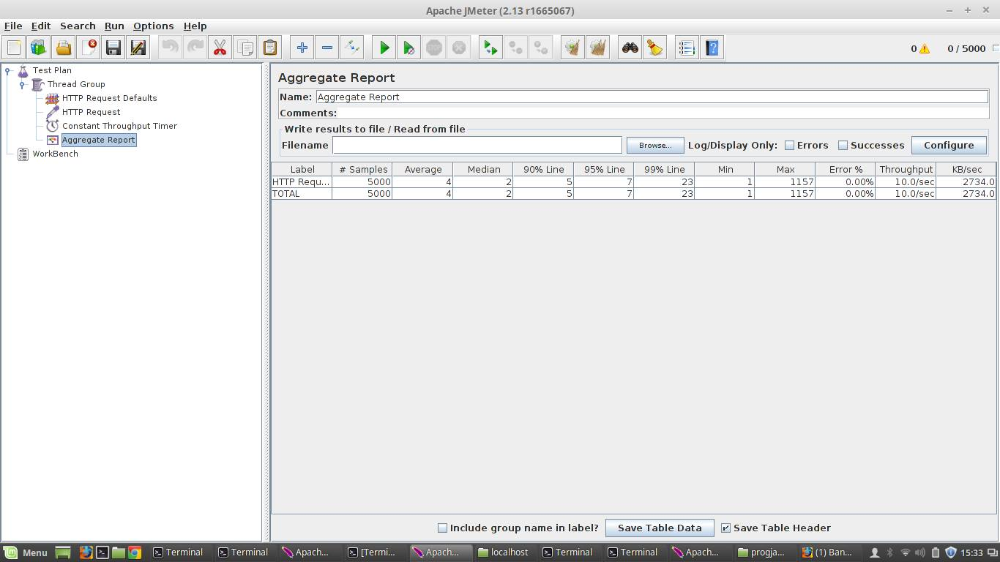 Apache JMeter (2.13 r1665067)
File Edit Search Run Options Help
STOP
0 0 / 5000
Test Plan
Thread Group
HTTP Request Defaults
HTTP Request
Constant Throughput Timer
Aggregate Report
WorkBench
Aggregate Report
Name: Aggregate Report
Comments:
Write results to file / Read from file
Filename Browse... Log/Display Only: Errors Successes Configure
Label # Samples Average Median 90% Line 95% Line 99% Line Min Max Error % Throughput KB/sec
HTTP Requ... 5000 4 2 5 7 23 1 1157 0.00% 10.0/sec 2734.0
TOTAL 5000 4 2 5 7 23 1 1157 0.00% 10.0/sec 2734.0
Include group name in label? Save Table Data Save Table Header
Menu Terminal Terminal Apach... [Termi... Apach... localhost Terminal Terminal Apach... progja... (1) Ban... 15:33